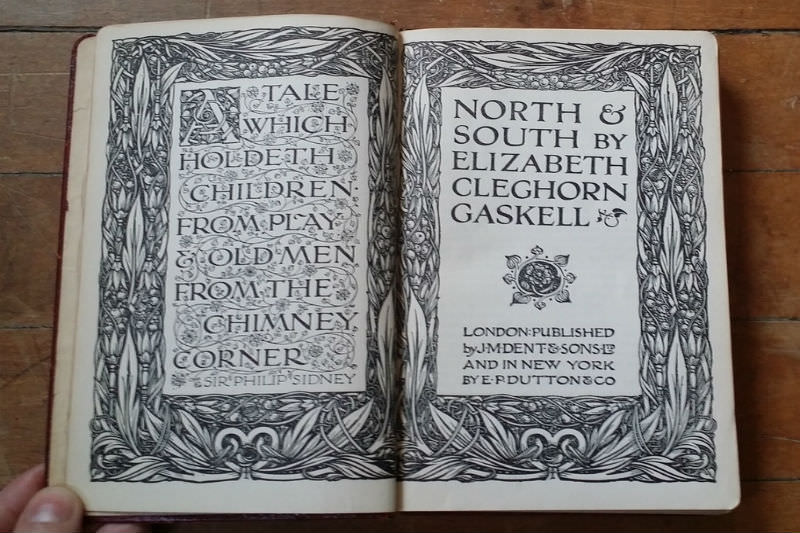 A TALE
WHICH
HOLDETH
CHILDREN
FROM PLAY
& OLD MEN
FROM THE
CHIMNEY
CORNER
SIR PHILIP SIDNEY
NORTH &
SOUTH BY
ELIZABETH
CLEGHORN
GASKELL
LONDON:PUBLISHED
by J·M·DENT·&·SONS·LTD
AND IN NEW YORK
BY E·P·DUTTON & CO